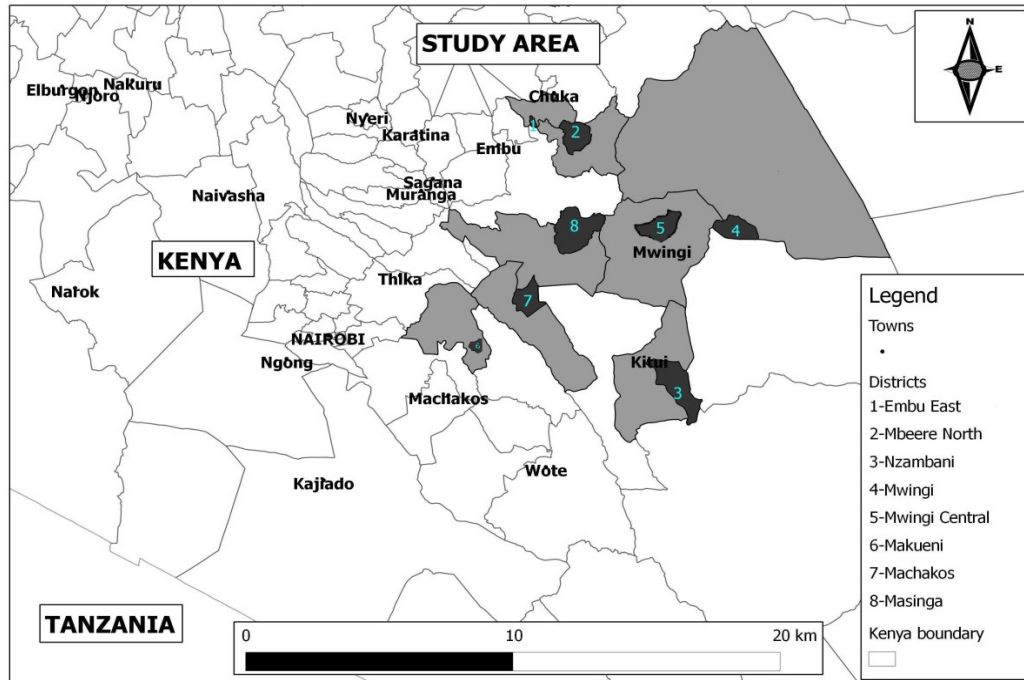 STUDY AREA
N
E
Elburgon
Nakuru
Njoro
Chuka
1
2
Nyeri
Karatina
Embu
Sagana
Muranga
Naivasha
8
5
4
Mwingi
KENYA
Thika
7
Narok
NAIROBI
6
Ngong
Kitui
3
Machakos
Wote
Kajiado
TANZANIA
0 10 20 km
Legend
Towns
Districts
1-Embu East
2-Mbeere North
3-Nzambani
4-Mwingi
5-Mwingi Central
6-Makueni
7-Machakos
8-Masinga
Kenya boundary